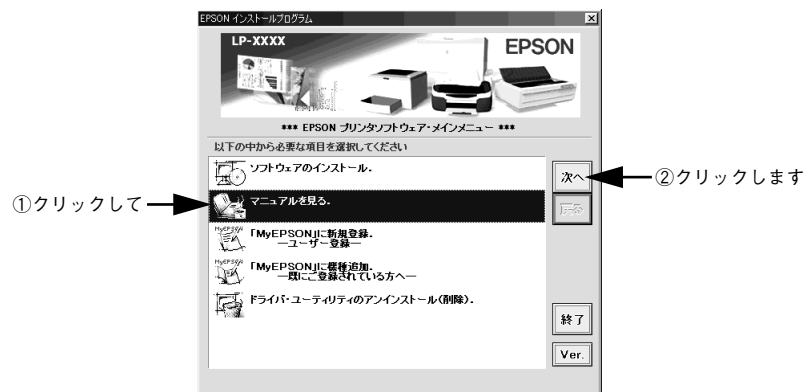 EPSON インストールプログラム
LP-XXXX
EPSON
*** EPSON プリンタソフトウェア・メインメニュー ***
以下の中から必要な項目を選択してください
ソフトウェアのインストール.
次へ
②クリックします
①クリックして
マニュアルを見る.
戻る
MyEPSON
「MyEPSON」に新規登録.
―ユーザー登録―
MyEPSON
「MyEPSON」に機種追加.
―既にご登録されている方へ―
ドライバ・ユーティリティのアンインストール(削除).
終了
Ver.